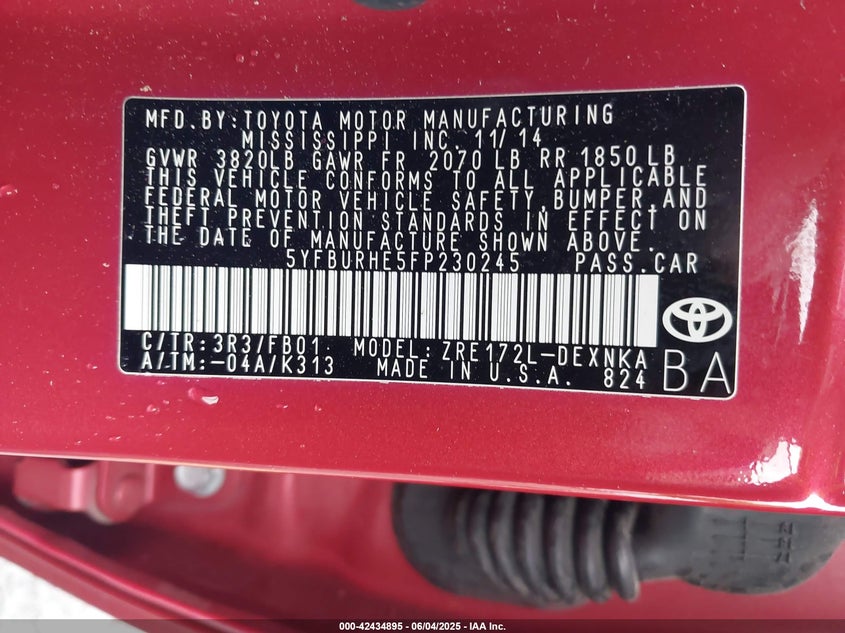 MFD.BY:TOYOTA MOTOR MANUFACTURING
MISSISSIPPI INC. 11/14
GVWR 3820LB GAWR FR 2070 LB RR 1850LB
THIS VEHICLE CONFORMS TO ALL APPLICABLE
FEDERAL MOTOR VEHICLE SAFETY,BUMPER,AND
THEFT PREVENTION STANDARDS IN EFFECT ON
THE DATE OF MANUFACTURE SHOWN ABOVE.
5YFBURHE5FP230245 PASS.CAR
C/TR:3R3/FB01 MODEL:ZRE172L-DEXNKA
A/TM:-04A/K313 MADE IN U.S.A. 824
BA
000-42434895 - 06/04/2025 - IAA Inc.